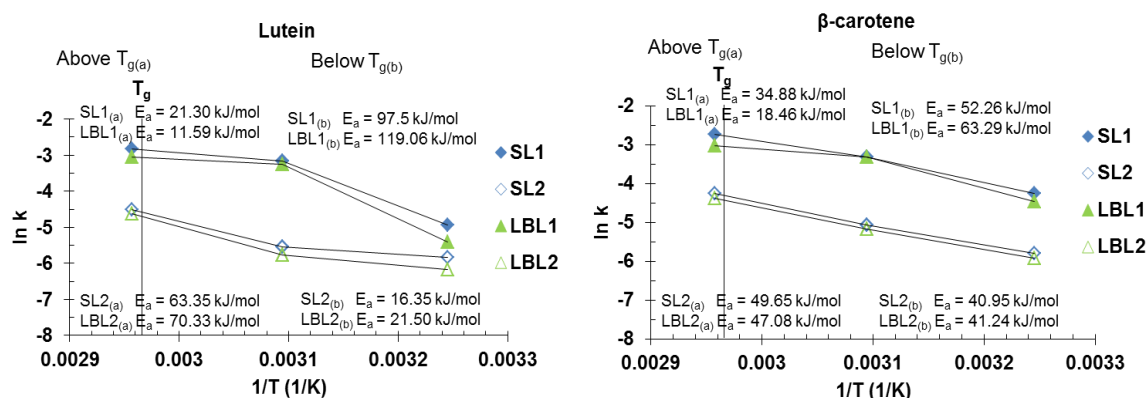 Lutein
Above Tg(a)
Below Tg(b)
Tg
SL1(a) Ea = 21.30 kJ/mol
LBL1(a) Ea = 11.59 kJ/mol
SL1(b) Ea = 97.5 kJ/mol
LBL1(b) Ea = 119.06 kJ/mol
-2
-3
-4
-5
-6
-7
-8
ln k
SL1
SL2
LBL1
LBL2
SL2(a) Ea = 63.35 kJ/mol
LBL2(a) Ea = 70.33 kJ/mol
SL2(b) Ea = 16.35 kJ/mol
LBL2(b) Ea = 21.50 kJ/mol
0.0029 0.003 0.0031 0.0032 0.0033
1/T (1/K)
β-carotene
Above Tg(a)
Below Tg(b)
Tg
SL1(a) Ea = 34.88 kJ/mol
LBL1(a) Ea = 18.46 kJ/mol
SL1(b) Ea = 52.26 kJ/mol
LBL1(b) Ea = 63.29 kJ/mol
-2
-3
-4
-5
-6
-7
-8
ln k
SL1
SL2
LBL1
LBL2
SL2(a) Ea = 49.65 kJ/mol
LBL2(a) Ea = 47.08 kJ/mol
SL2(b) Ea = 40.95 kJ/mol
LBL2(b) Ea = 41.24 kJ/mol
0.0029 0.003 0.0031 0.0032 0.0033
1/T (1/K)